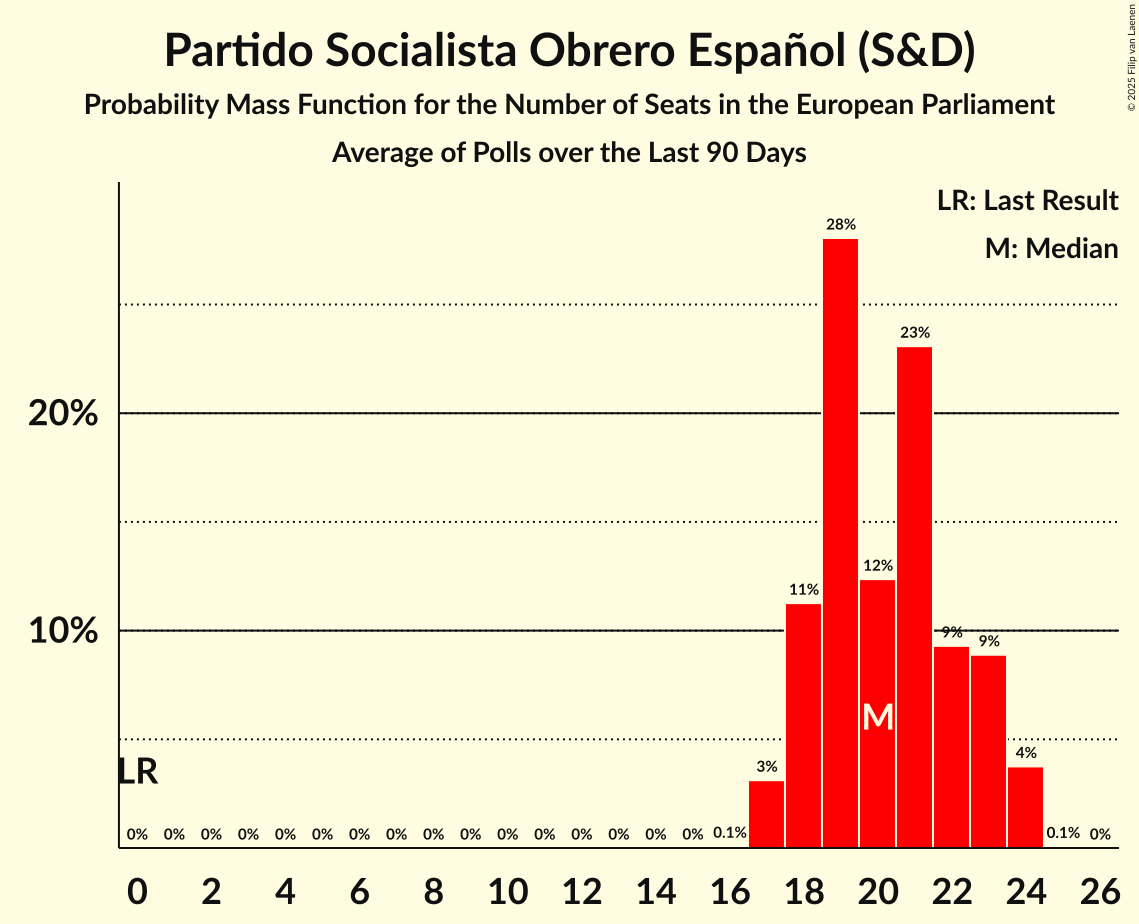 Partido Socialista Obrero Español (S&D)
Probability Mass Function for the Number of Seats in the European Parliament
Average of Polls over the Last 90 Days
© 2025 Filip van Laenen
LR: Last Result
M: Median
28%
23%
20%
12%
11%
10%
9%
9%
M
4%
3%
LR
0% 0% 0% 0% 0% 0% 0% 0% 0% 0% 0% 0% 0% 0% 0% 0% 0.1% 0.1% 0%
0 2 4 6 8 10 12 14 16 18 20 22 24 26